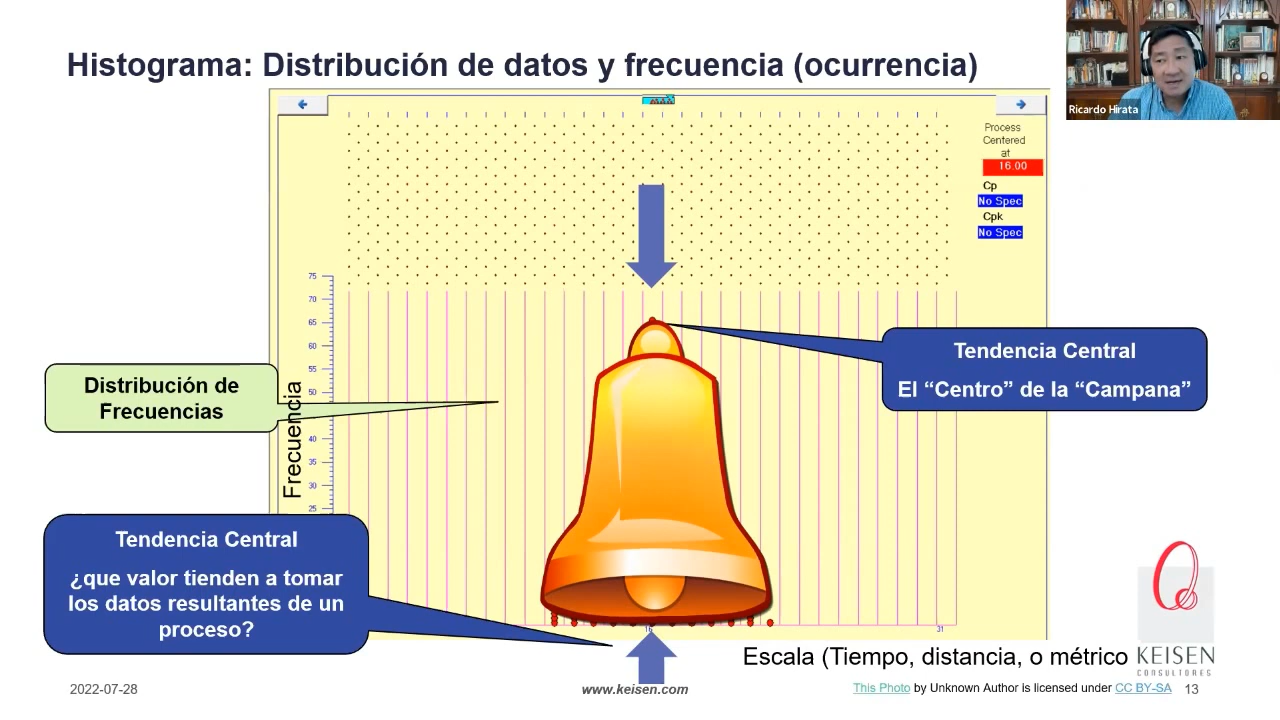 Histograma: Distribución de datos y frecuencia (ocurrencia)
Ricardo Hirata
Process
Centered
at
16.00
Cp
No Spec
Cpk
No Spec
75
70
65
60
55
50
40
35
30
25
Frecuencia
Distribución de
Frecuencias
Tendencia Central
El “Centro” de la “Campana”
Tendencia Central
¿que valor tienden a tomar
los datos resultantes de un
proceso?
16
31
Escala (Tiempo, distancia, o métrico
KEISEN
CONSULTORES
2022-07-28
www.keisen.com
This Photo by Unknown Author is licensed under CC BY-SA
13